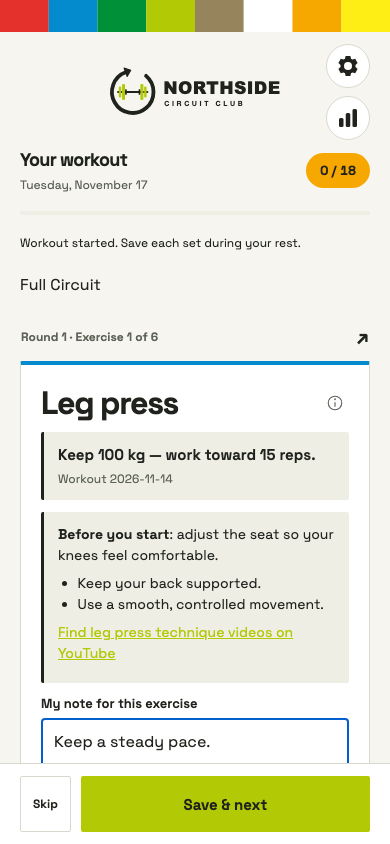 NORTHSIDE
CIRCUIT CLUB
Your workout
Tuesday, November 17
0 / 18
Workout started. Save each set during your rest.
Full Circuit
Round 1 · Exercise 1 of 6
Leg press
Keep 100 kg — work toward 15 reps.
Workout 2026-11-14
Before you start: adjust the seat so your
knees feel comfortable.
• Keep your back supported.
• Use a smooth, controlled movement.
Find leg press technique videos on
YouTube
My note for this exercise
Keep a steady pace.
Skip
Save & next